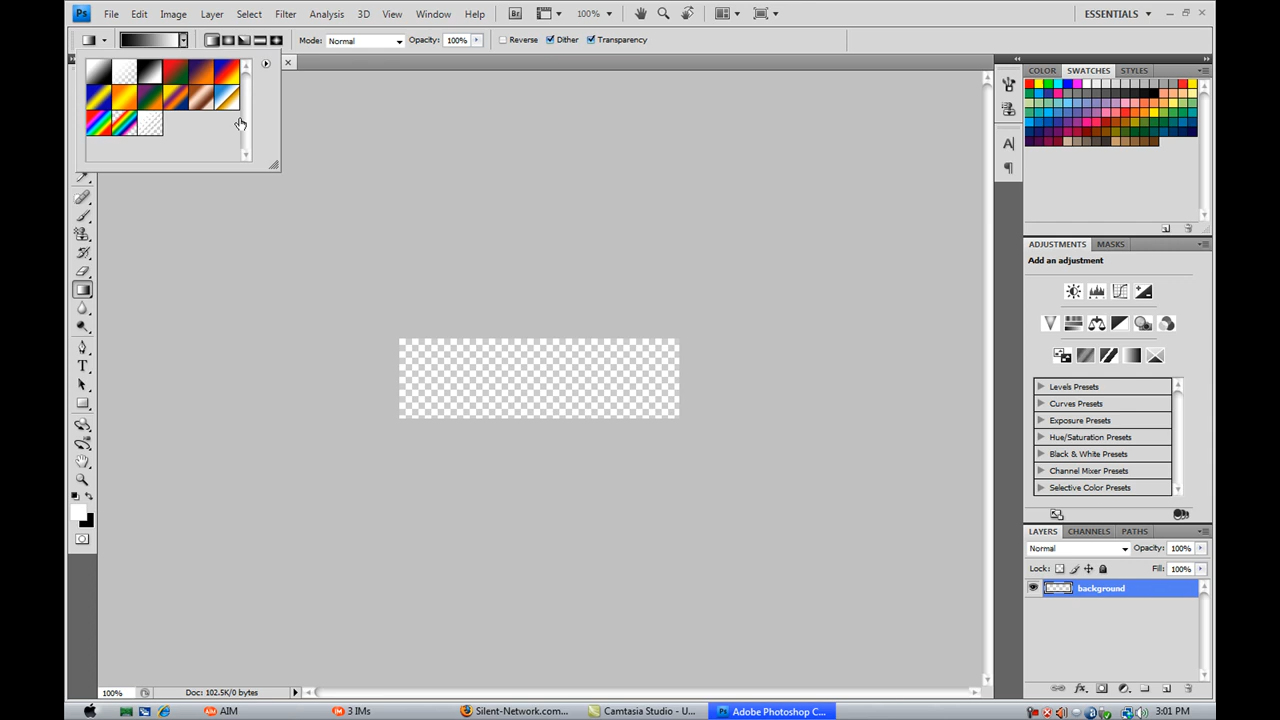 Ps File Edit Image Layer Select Filter Analysis 3D View Window Help Br 100% ESSENTIALS
Mode: Normal Opacity: 100% Reverse Dither Transparency
COLOR SWATCHES STYLES
A
ADJUSTMENTS MASKS
Add an adjustment
Levels Presets
Curves Presets
Exposure Presets
Hue/Saturation Presets
Black & White Presets
Channel Mixer Presets
Selective Color Presets
LAYERS CHANNELS PATHS
Normal Opacity: 100%
Lock: Fill: 100%
background
100% Doc: 102.5K/0 bytes
AIM 3 IMs Silent-Network.com... Camtasia Studio - U... Ps Adobe Photoshop C... 3:01 PM